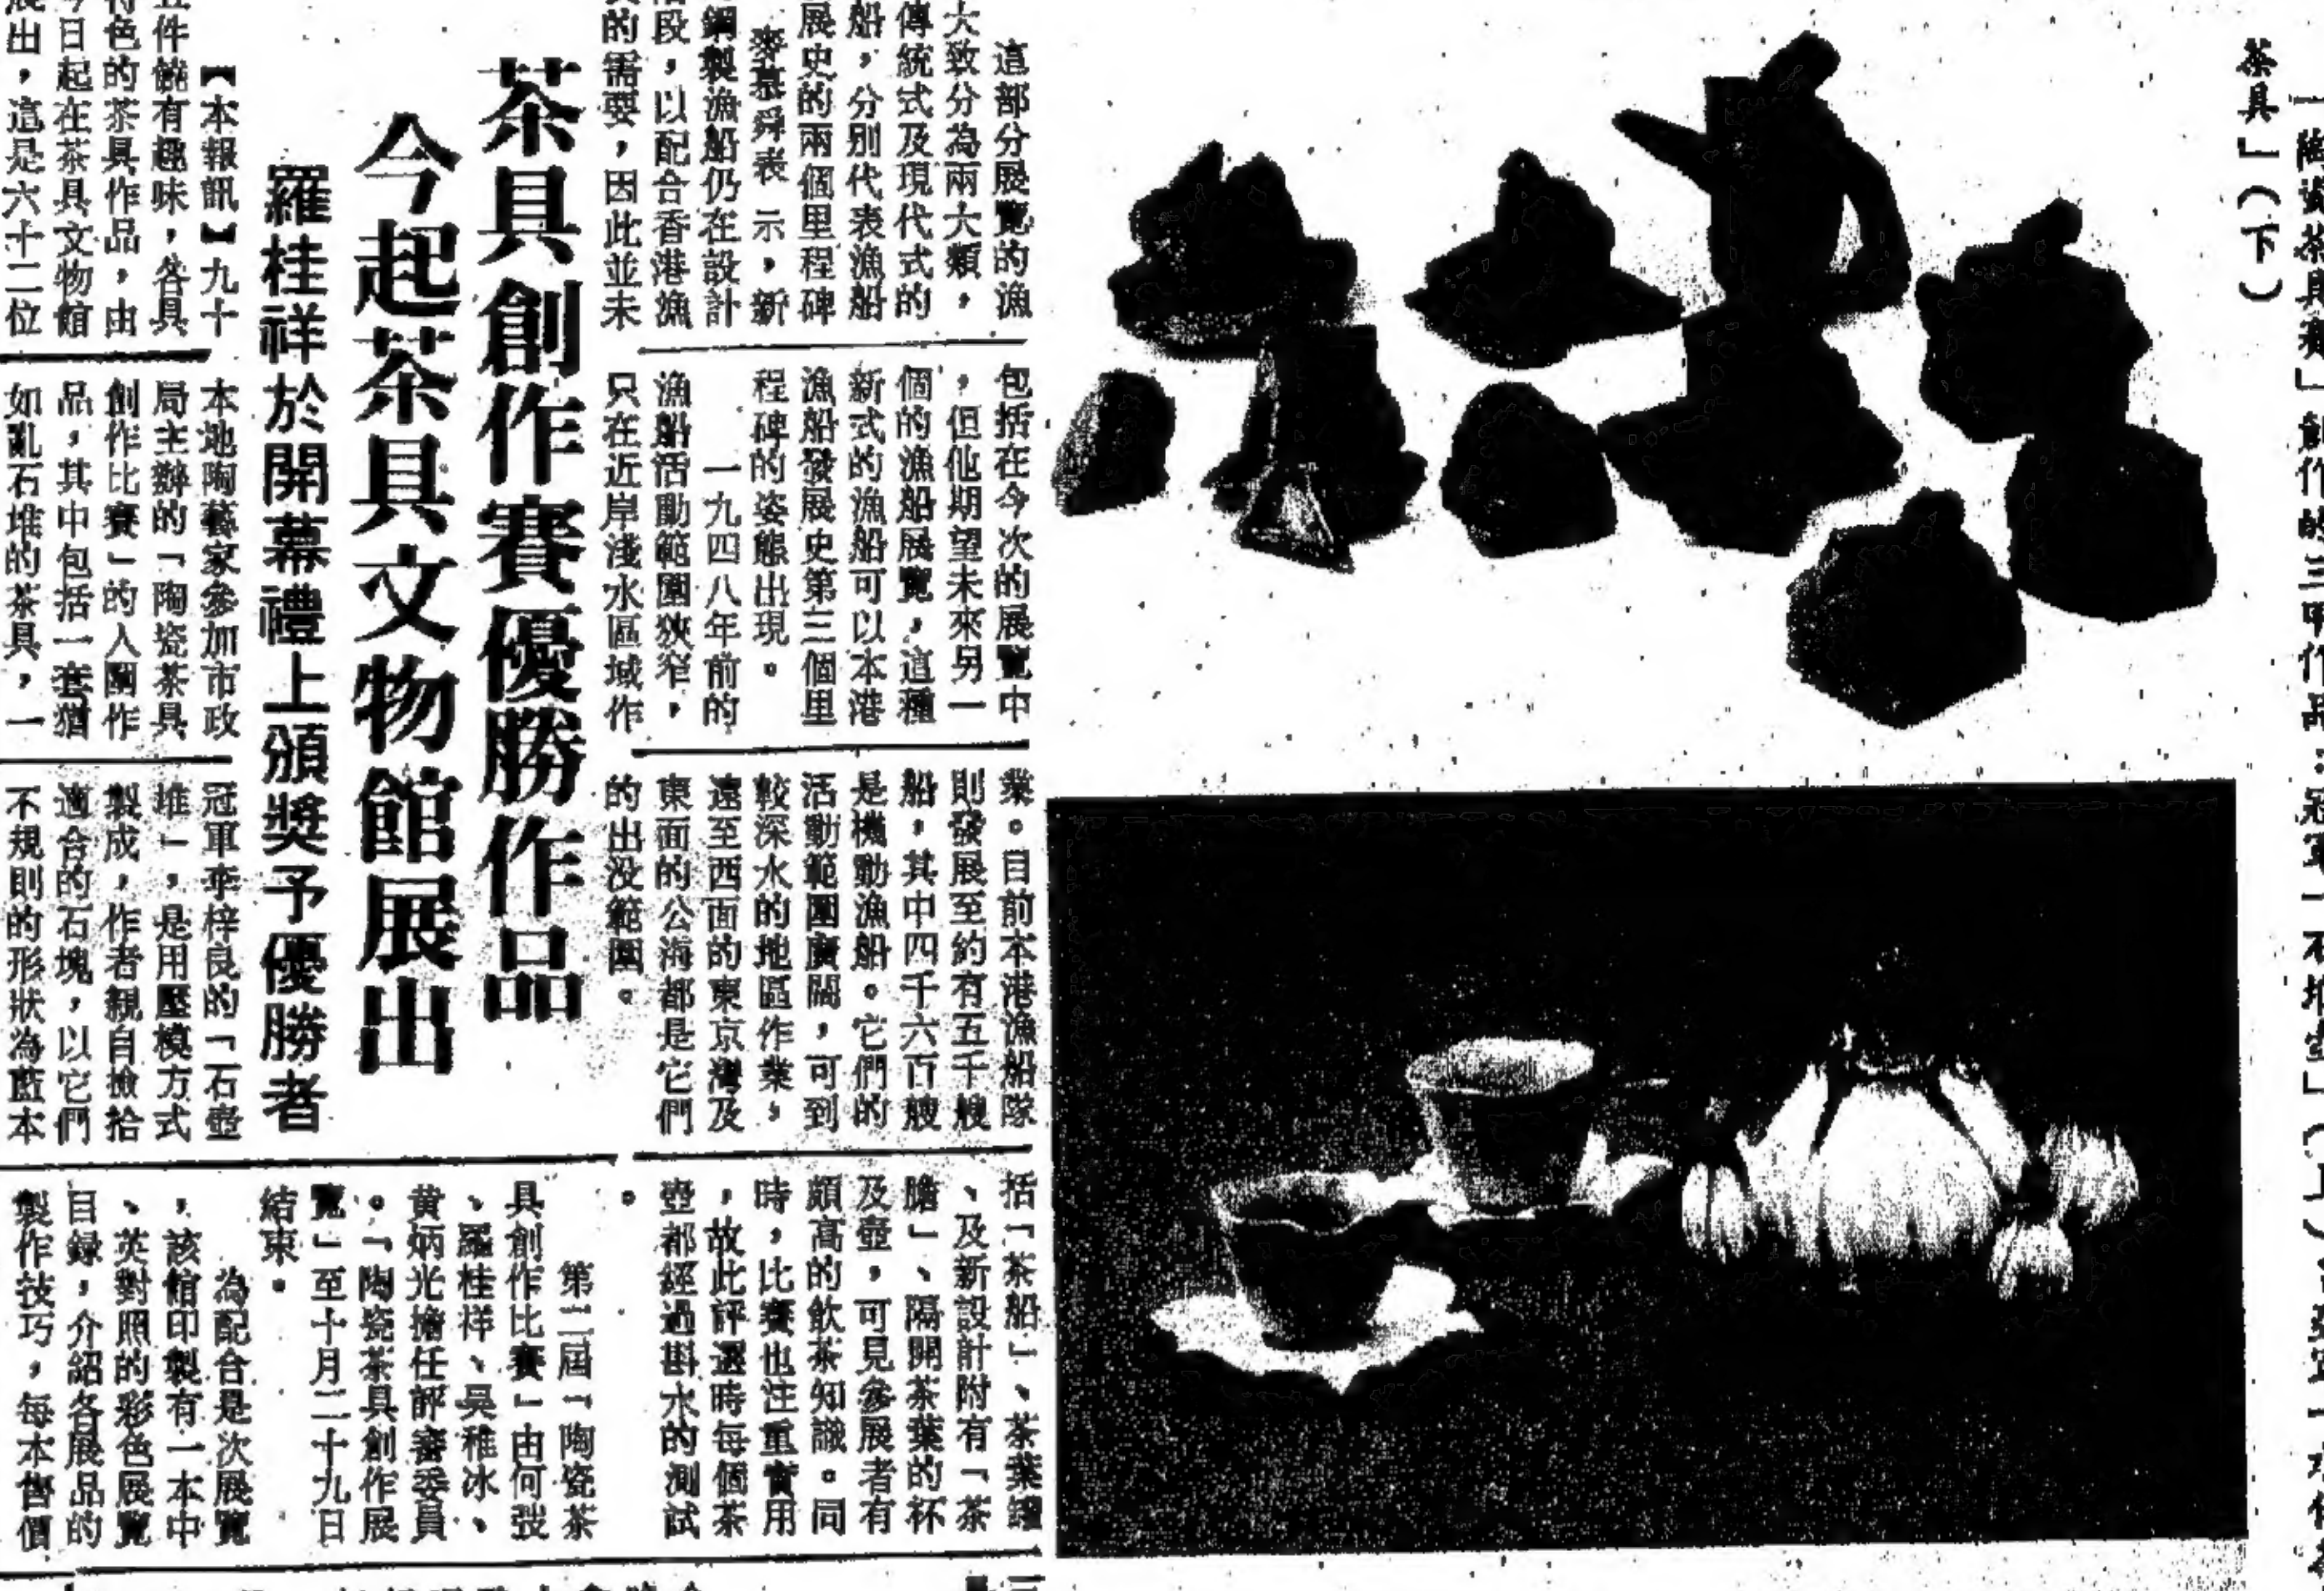 茶具」（下）
這部分展覽的漁
大致分為兩大類，
傳統式及現代式的
船，分別代表漁船
展史的兩個里程碑
麥慕舜表示，新
鋼製漁船仍在設計
段，以配合香港漁
的需要，因此並未
包括在今次的展覽中
，但他期望未來另一
個的漁船展覽，這種
新式的漁船可以本港
漁船發展史第三個里
程碑的姿態出現。
一九四八年前的
漁船活動範圍狹窄，
只在近岸淺水區域作
業。目前本港漁船隊
則發展至約有五千艘
船，其中四千六百艘
是機動漁船。它們的
活動範圍廣闊，可到
較深水的地區作業，
遠至西面的東京灣及
東面的公海都是它們
的出没範圍。
茶具創作賽優勝作品
今起茶具文物館展出
羅桂祥於開幕禮上頒獎予優勝者
【本報訊】九十
五件饒有趣味，各具
特色的茶具作品，由
今日起在茶具文物館
展出，這是六十二位
本地陶藝家參加市政
局主辦的「陶瓷茶具
創作比賽」的入圍作
品，其中包括一套猶
如亂石堆的茶具，一
冠軍李梓良的「石壺
堆」，是用壓模方式
製成，作者親自撿拾
適合的石塊，以它們
不規則的形狀為藍本
括「茶船」、茶葉罐
、及新設計附有「茶
膽」、隔開茶葉的杯
及壺，可見參展者有
頗高的飲茶知識。同
時，比賽也注重實用
，故此評選時每個茶
壺都經過斟水的測試
。
第二屆「陶瓷茶
具創作比賽」由何弢
、羅桂祥、吳稚冰、
黃炳光擔任評審委員
。「陶瓷茶具創作展
覽」至十月二十九日
結束。
為配合是次展覽
，該館印製有一本中
、英對照的彩色展覽
目録，介紹各展品的
製作技巧，每本售價